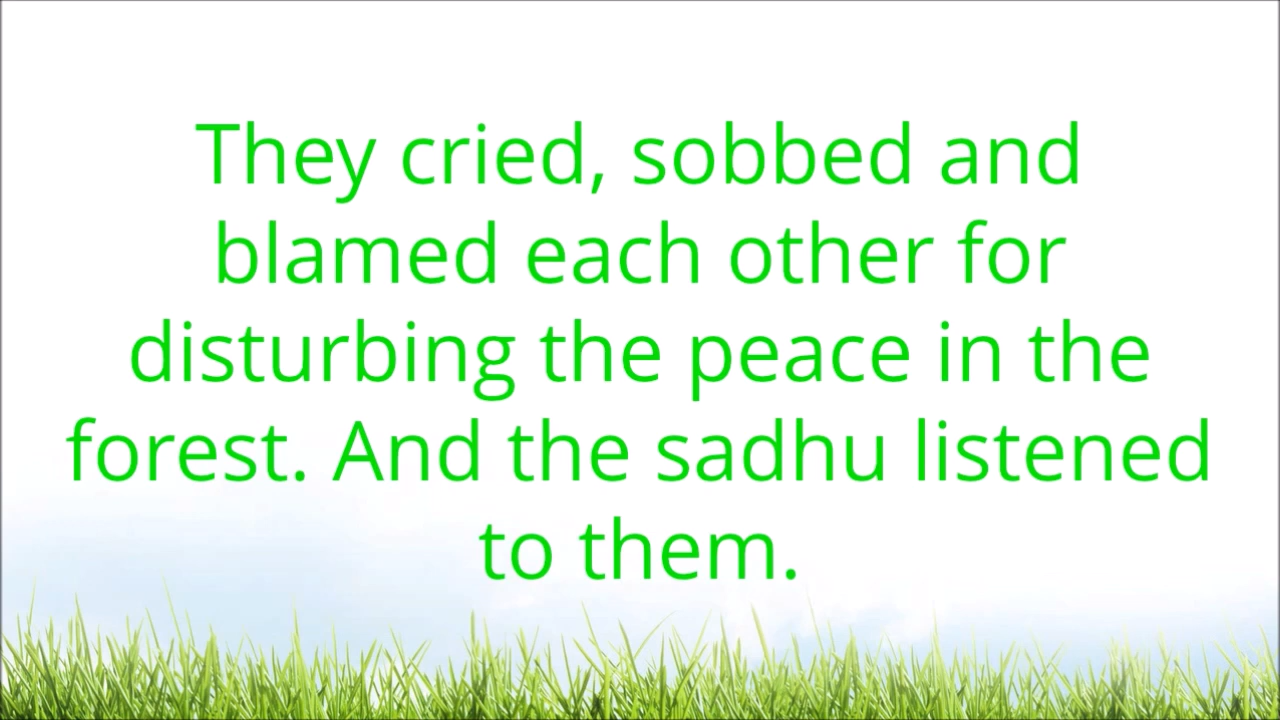 They cried, sobbed and
blamed each other for
disturbing the peace in the
forest. And the sadhu listened
to them.